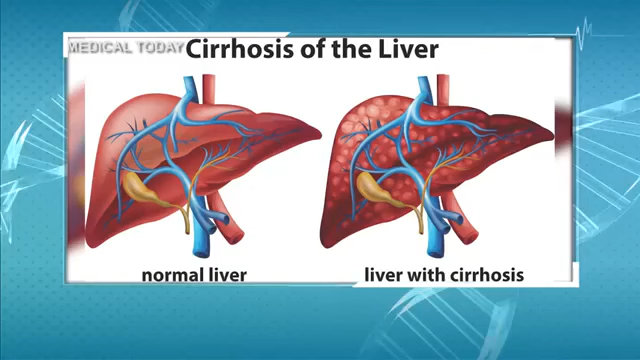 MEDICAL TODAY
Cirrhosis of the Liver
normal liver
liver with cirrhosis